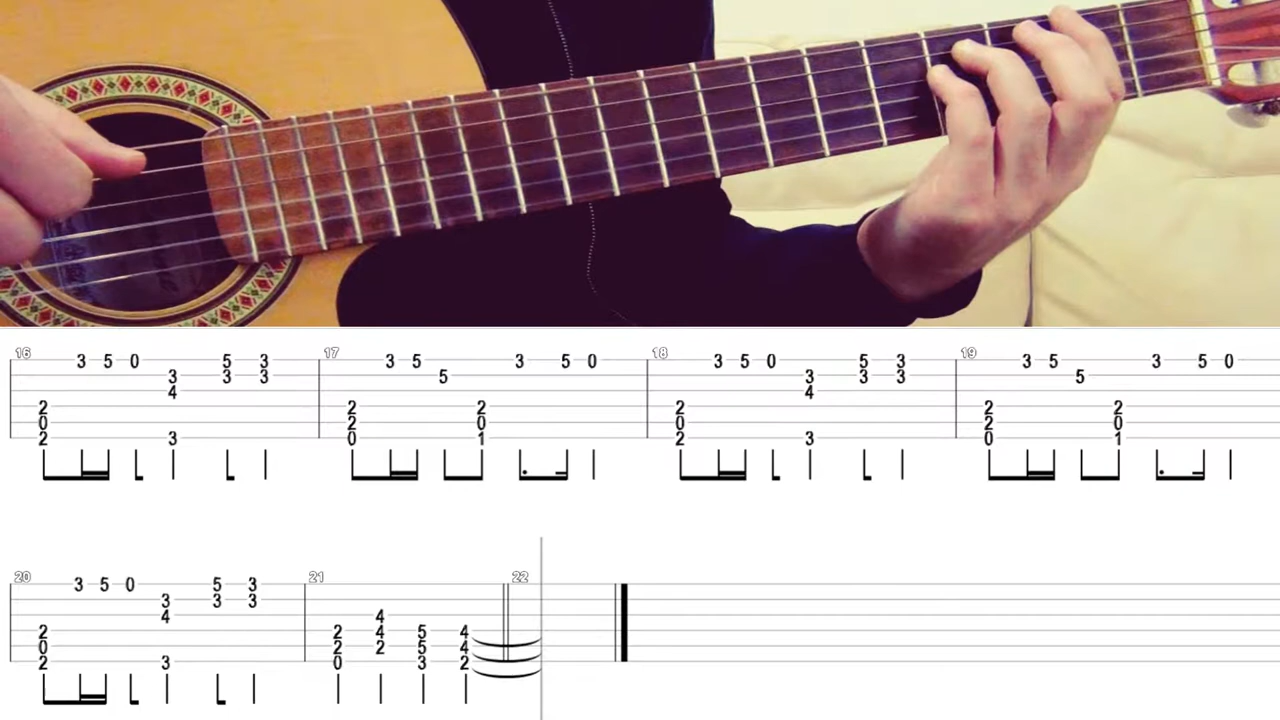 16 17 18 19
3 5 0 5 3 3 5 3 5 0 3 5 0 5 3 3 5 3 5 0
3 3 3 5 3 3 3 5
4 4
2 2 2 2 2 2
0 2 0 0 2 0
2 3 0 1 2 3 0 1
20 21 22
3 5 0 5 3
3 3 3
4 4
2 2 4 5 4
0 2 2 5 4
2 3 0 3 2